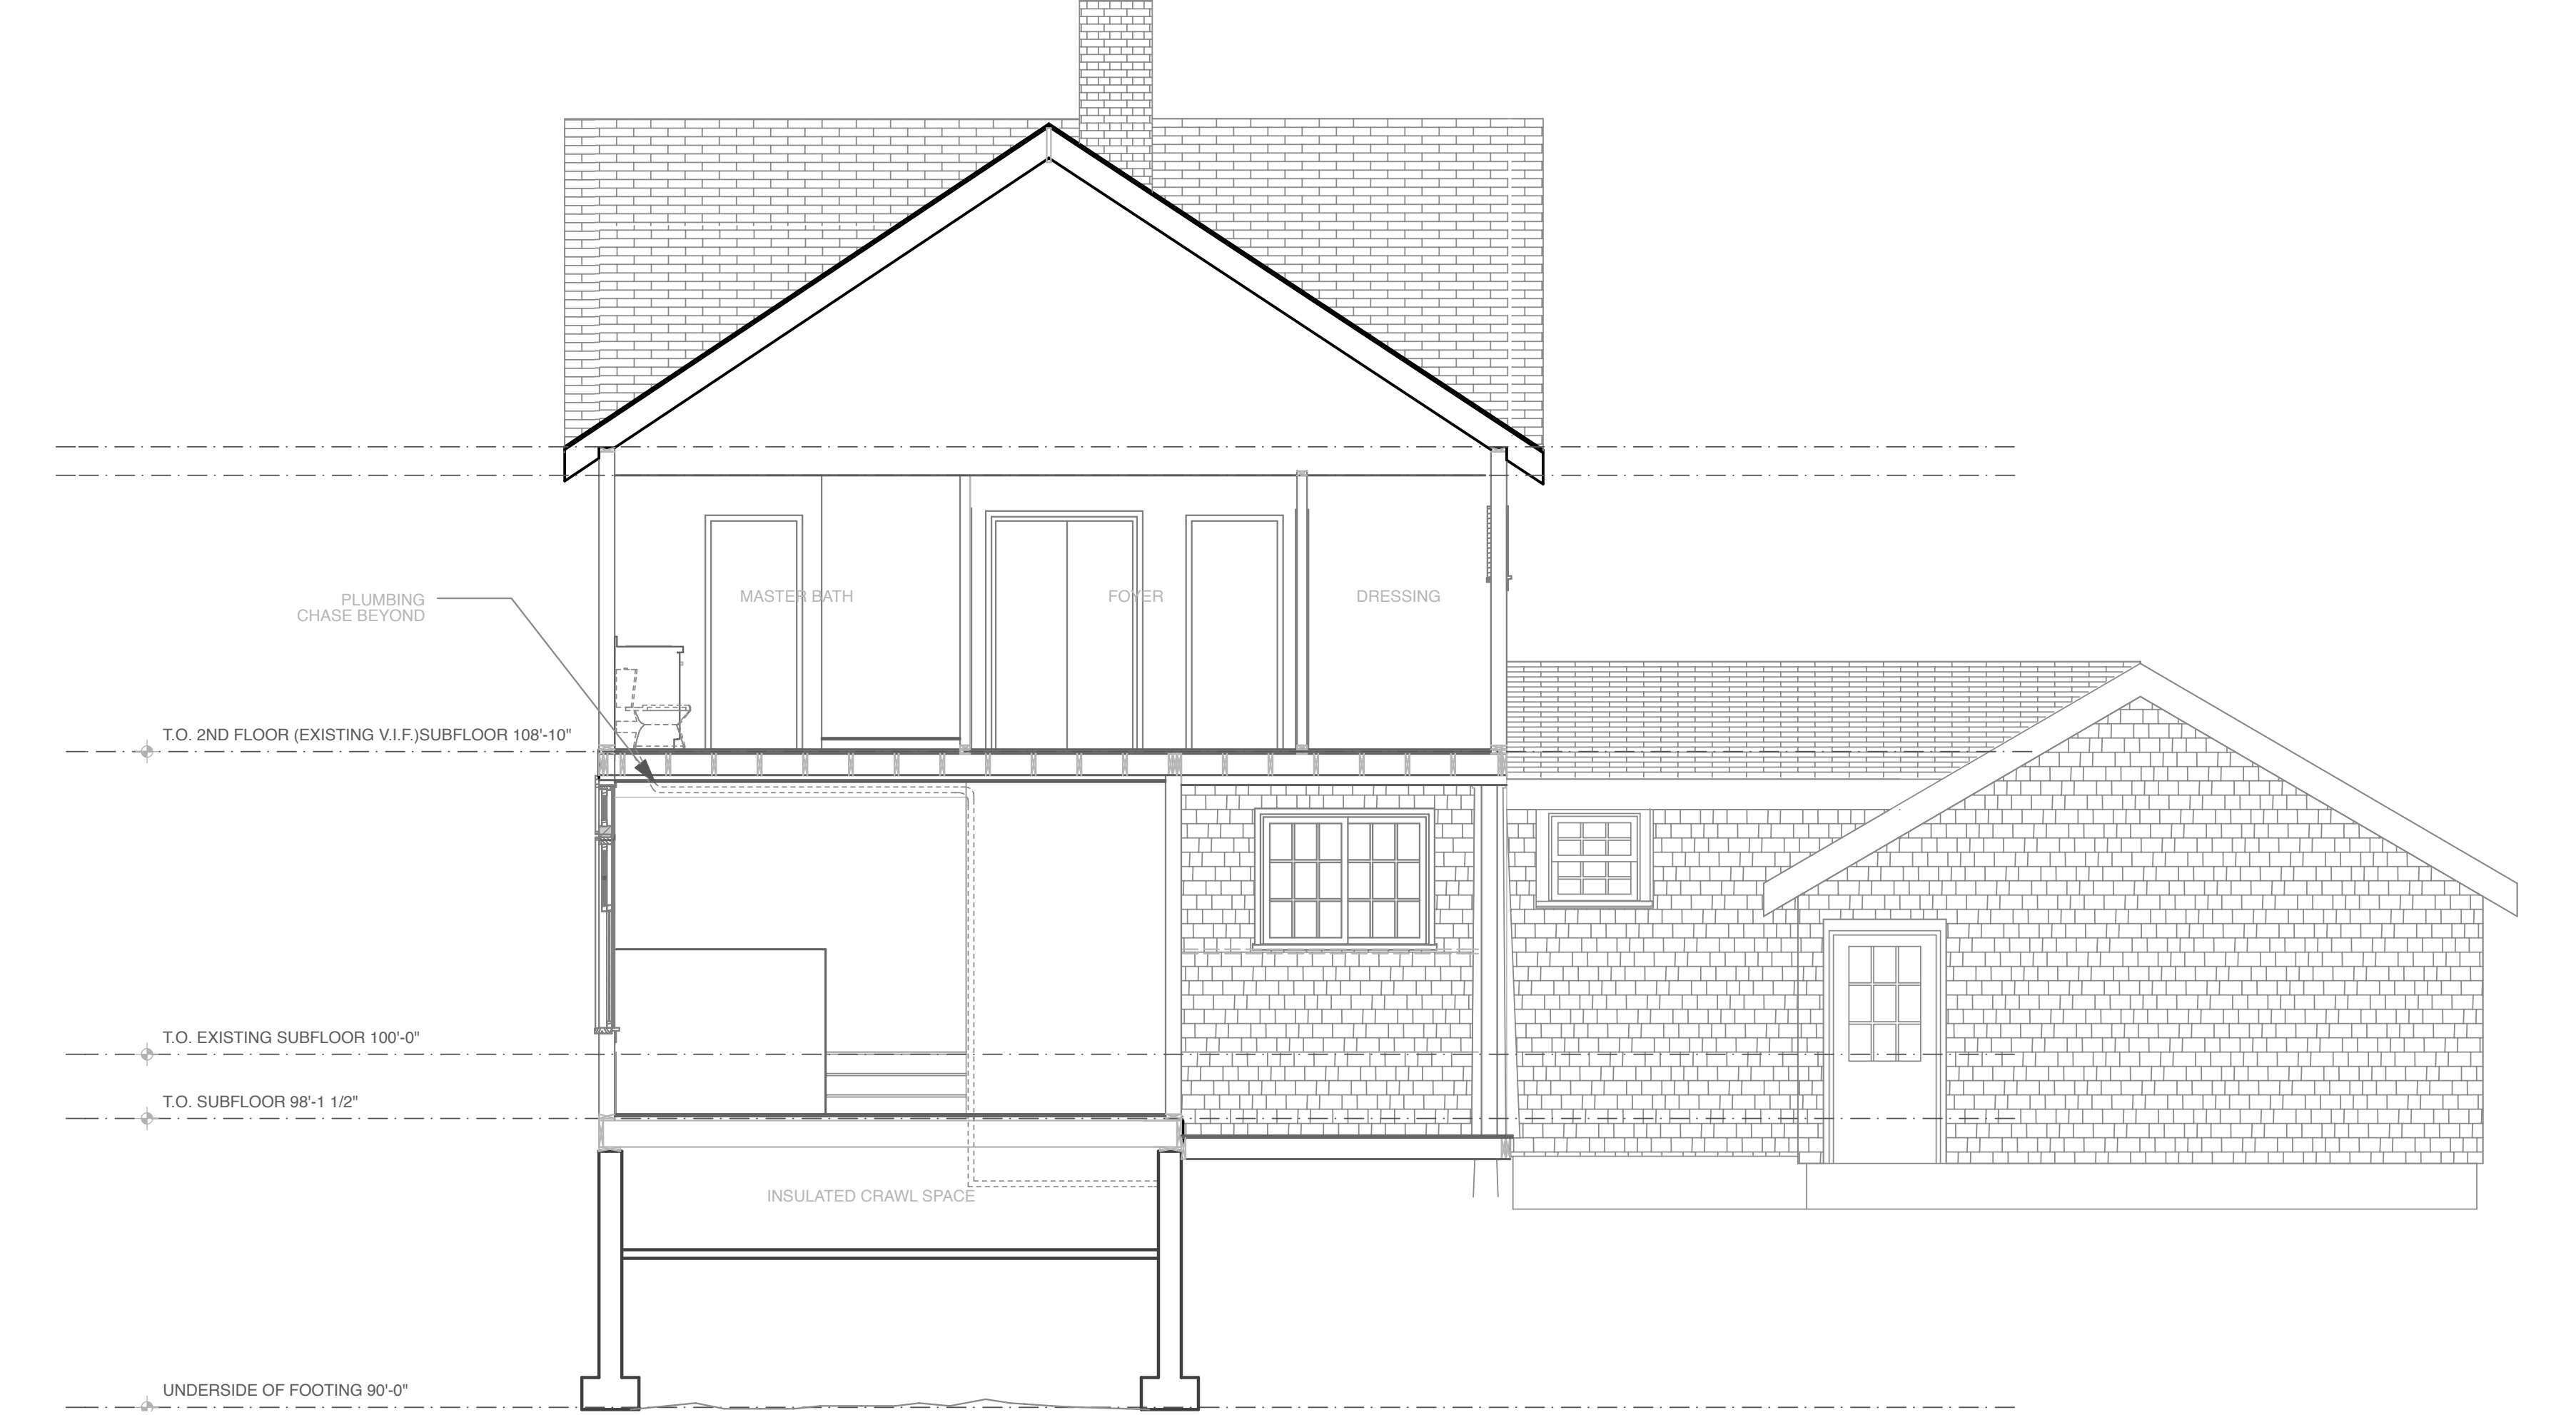 MASTER BATH
FOYER
DRESSING
PLUMBING
CHASE BEYOND
T.O. 2ND FLOOR (EXISTING V.I.F.)SUBFLOOR 108'-10"
T.O. EXISTING SUBFLOOR 100'-0"
T.O. SUBFLOOR 98'-1 1/2"
INSULATED CRAWL SPACE
UNDERSIDE OF FOOTING 90'-0"